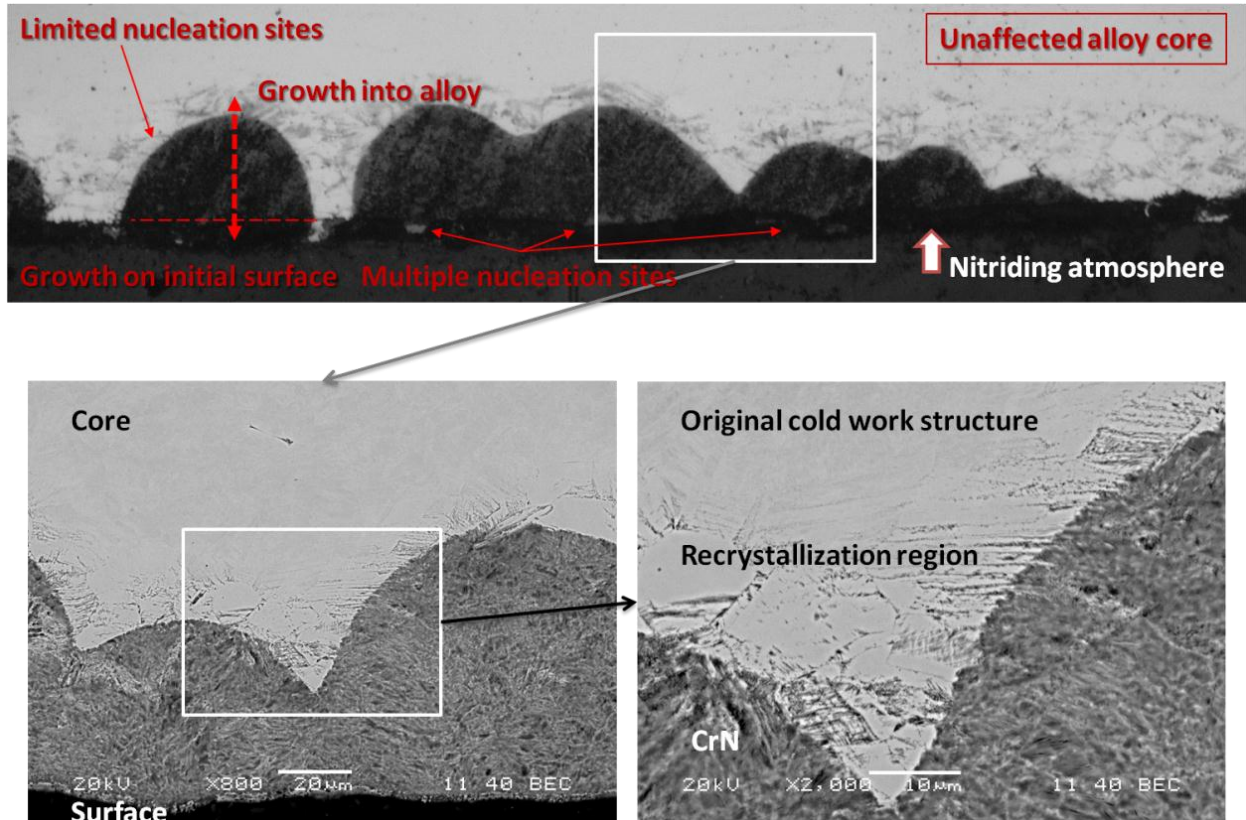 Limited nucleation sites
Unaffected alloy core
Growth into alloy
Growth on initial surface
Multiple nucleation sites
Nitriding atmosphere
Core
20kV X800 20µm 11 40 BEC
Surface
Original cold work structure
Recrystallization region
CrN
20kV X2,000 10µm 11 40 BEC